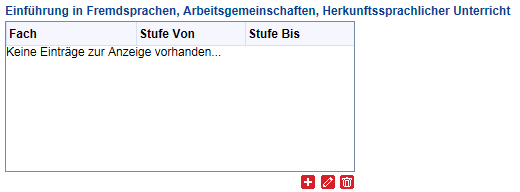 Einführung in Fremdsprachen, Arbeitsgemeinschaften, Herkunftssprachlicher Unterricht
Fach Stufe Von Stufe Bis
Keine Einträge zur Anzeige vorhanden...